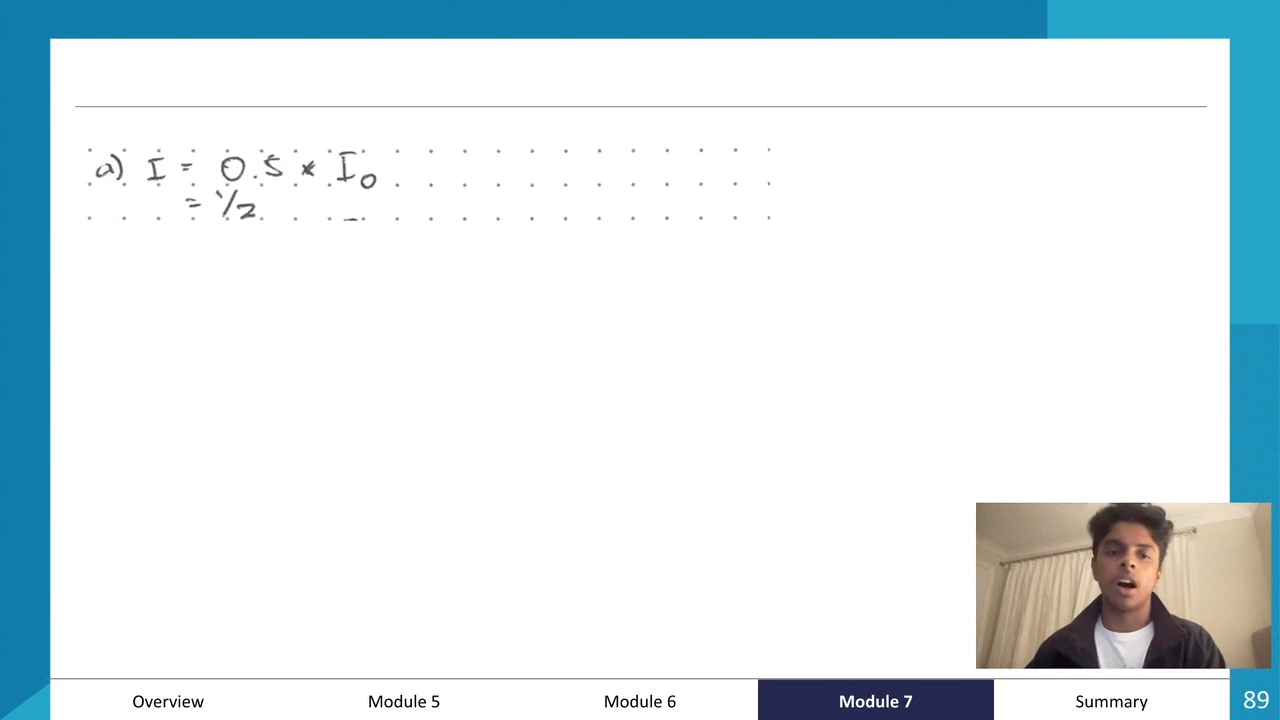 a) I = 0.5 * I₀
= 1/2
Overview Module 5 Module 6 Module 7 Summary 89